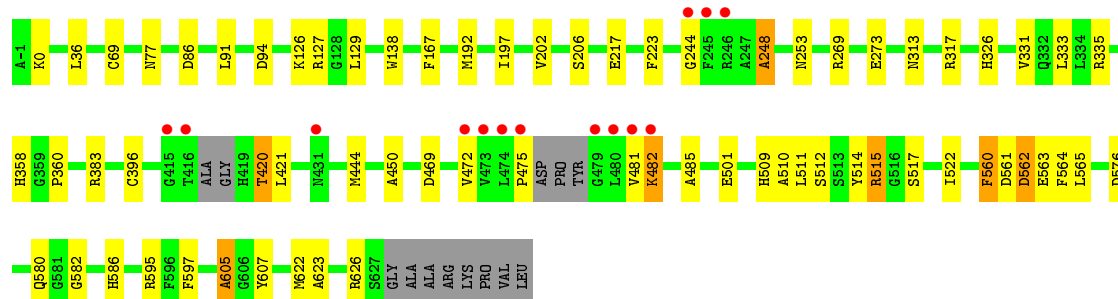 A-1 K0 L36 C69 N77 D86 L91 D94 K126 R127 G128 L129 W138 F167 M192 I197 V202 S206 E217 F223 G244 F245 R246 A247 A248 N253 R269 E273 N313 R317 H326 V331 Q332 L333 L334 R335
H358 G359 P360 R383 C396 G415 T416 ALA GLY H419 T420 L421 N431 M444 A450 D469 V472 V473 L474 P475 ASP PRO TYR G479 L480 V481 K482 A485 E501 H509 A510 L511 S512 S513 Y514 R515 G516 S517 I522 F560 D561 D562 E563 F564 L565 D576
Q580 G581 G582 H586 R595 F596 F597 A605 G606 Y607 M622 A623 R626 S627 GLY ALA ALA ARG LYS PRO VAL LEU